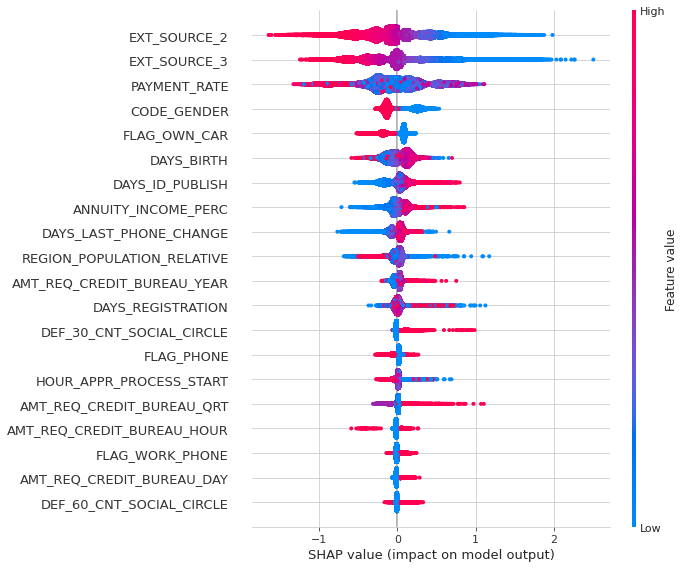 High
EXT_SOURCE_2
EXT_SOURCE_3
PAYMENT_RATE
CODE_GENDER
FLAG_OWN_CAR
DAYS_BIRTH
DAYS_ID_PUBLISH
ANNUITY_INCOME_PERC
DAYS_LAST_PHONE_CHANGE
REGION_POPULATION_RELATIVE
AMT_REQ_CREDIT_BUREAU_YEAR
DAYS_REGISTRATION
DEF_30_CNT_SOCIAL_CIRCLE
FLAG_PHONE
HOUR_APPR_PROCESS_START
AMT_REQ_CREDIT_BUREAU_QRT
AMT_REQ_CREDIT_BUREAU_HOUR
FLAG_WORK_PHONE
AMT_REQ_CREDIT_BUREAU_DAY
DEF_60_CNT_SOCIAL_CIRCLE
Feature value
Low
−1 0 1 2
SHAP value (impact on model output)